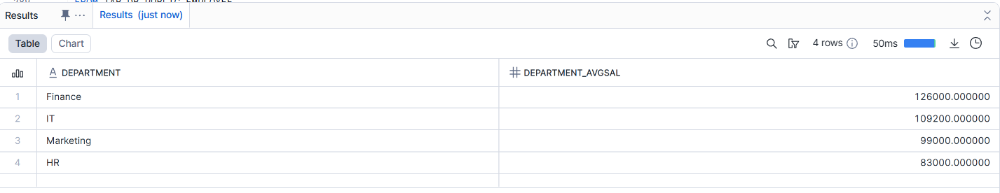 Results ... Results (just now)
Table Chart 4 rows 50ms
DEPARTMENT DEPARTMENT_AVGSAL
1 Finance 126000.000000
2 IT 109200.000000
3 Marketing 99000.000000
4 HR 83000.000000